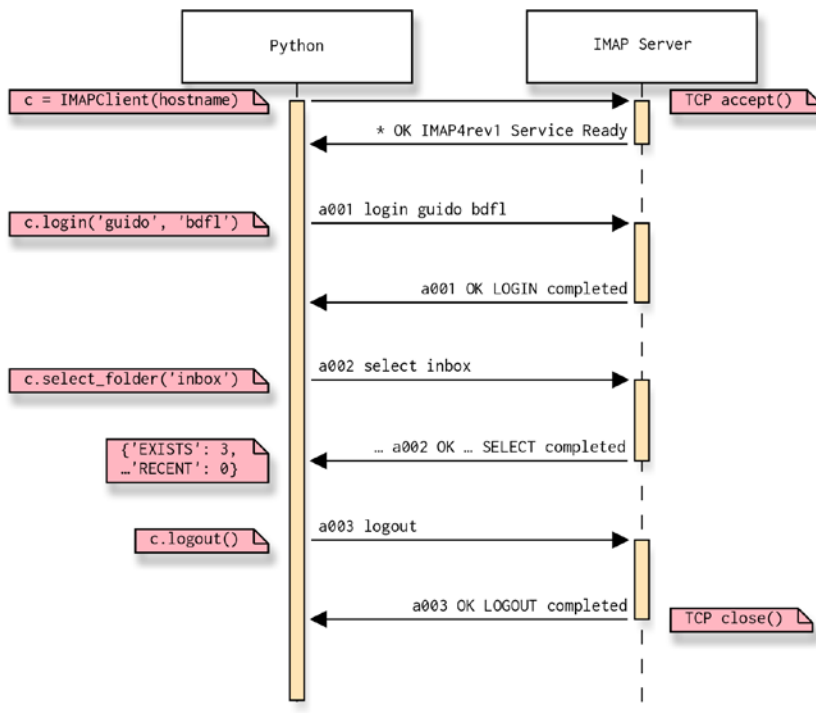 Python
IMAP Server
c = IMAPClient(hostname)
TCP accept()
* OK IMAP4rev1 Service Ready
c.login('guido', 'bdfl')
a001 login guido bdfl
a001 OK LOGIN completed
c.select_folder('inbox')
a002 select inbox
{'EXISTS': 3,
…'RECENT': 0}
… a002 OK … SELECT completed
c.logout()
a003 logout
a003 OK LOGOUT completed
TCP close()